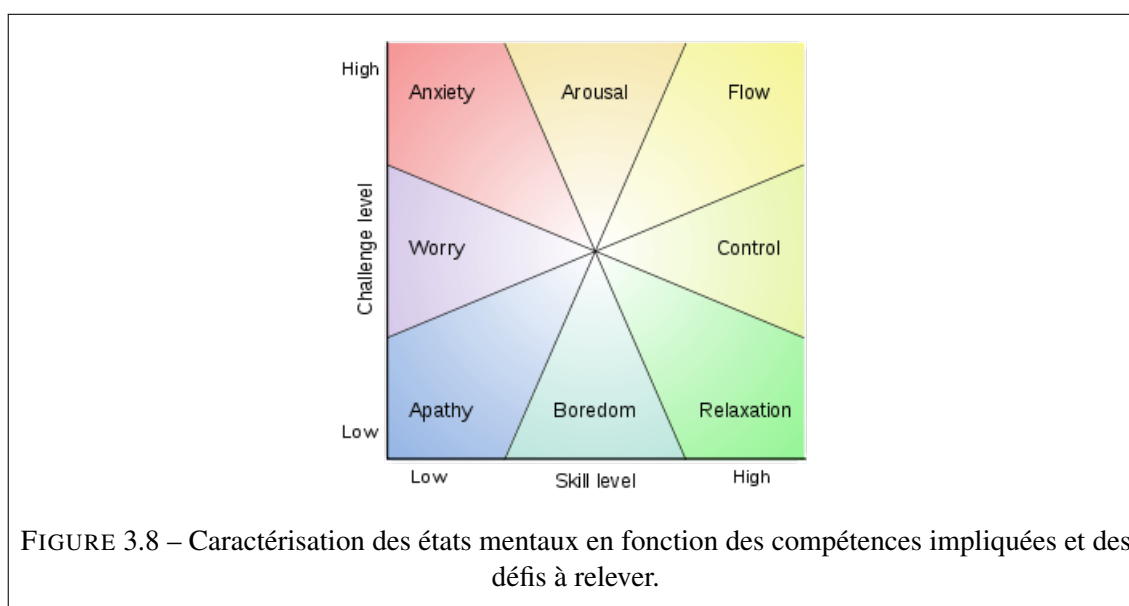 High
Anxiety Arousal Flow
Challenge level
Worry Control
Apathy Boredom Relaxation
Low
Low Skill level High
FIGURE 3.8 – Caractérisation des états mentaux en fonction des compétences impliquées et des
défis à relever.